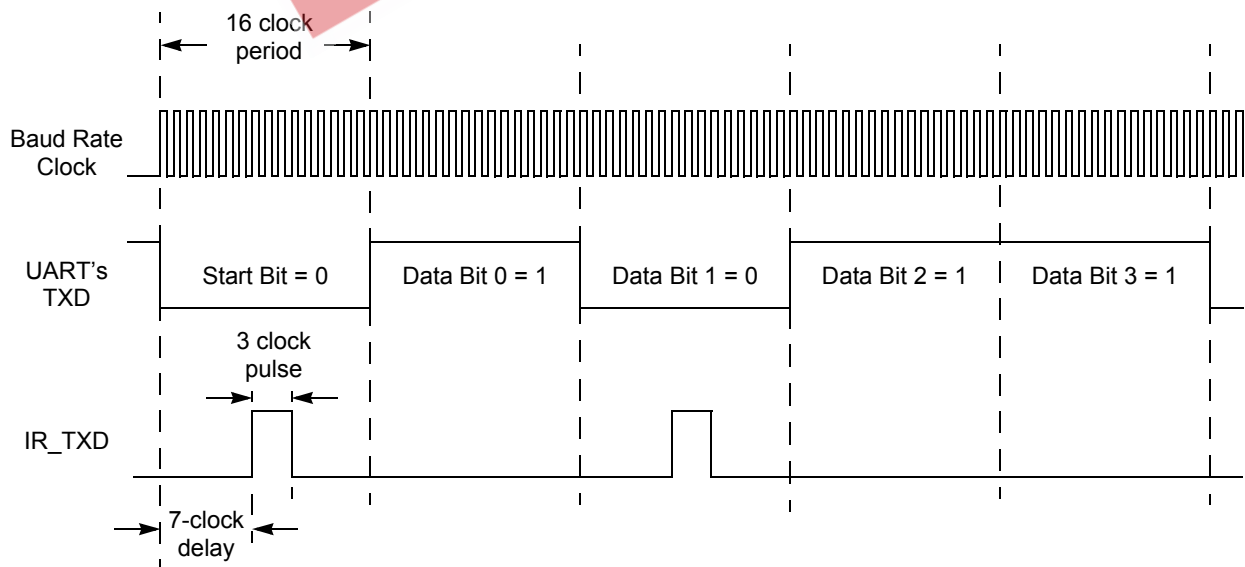 16 clock
period
Baud Rate
Clock
UART's
TXD
Start Bit = 0
Data Bit 0 = 1
Data Bit 1 = 0
Data Bit 2 = 1
Data Bit 3 = 1
3 clock
pulse
IR_TXD
7-clock
delay